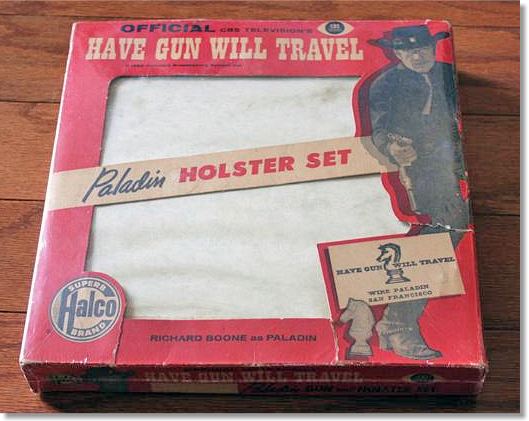 OFFICIAL CBS TELEVISION'S
CBS
HAVE GUN WILL TRAVEL
Paladin HOLSTER SET
HAVE GUN WILL TRAVEL
WIRE PALADIN
SAN FRANCISCO
SUPERB
Halco
BRAND
RICHARD BOONE as PALADIN
HAVE GUN WILL TRAVEL
Paladin GUN and HOLSTER SET